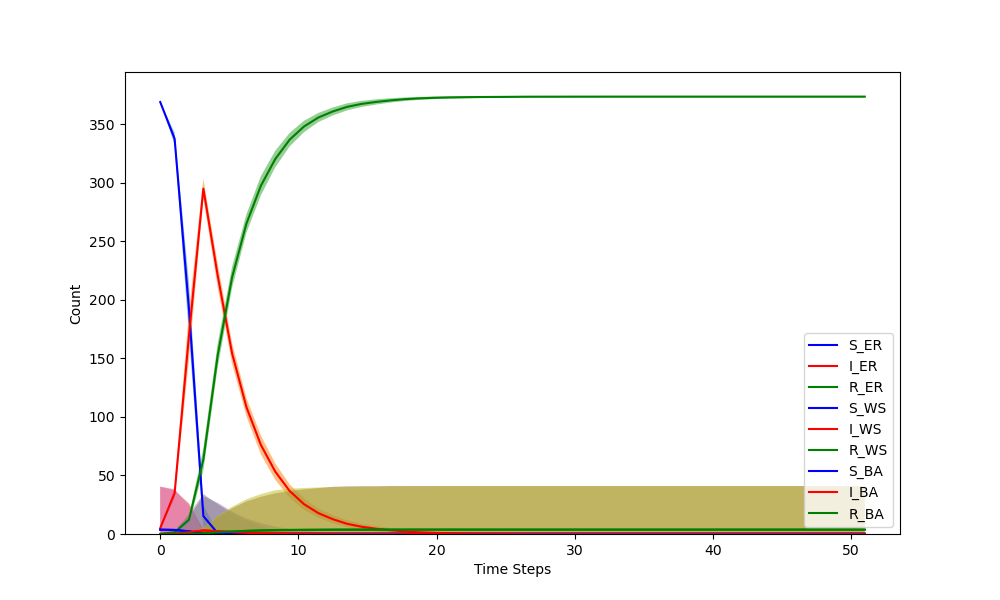 350
300
250
200
150
100
50
0
Count
0 10 20 30 40 50
Time Steps
S_ER
I_ER
R_ER
S_WS
I_WS
R_WS
S_BA
I_BA
R_BA